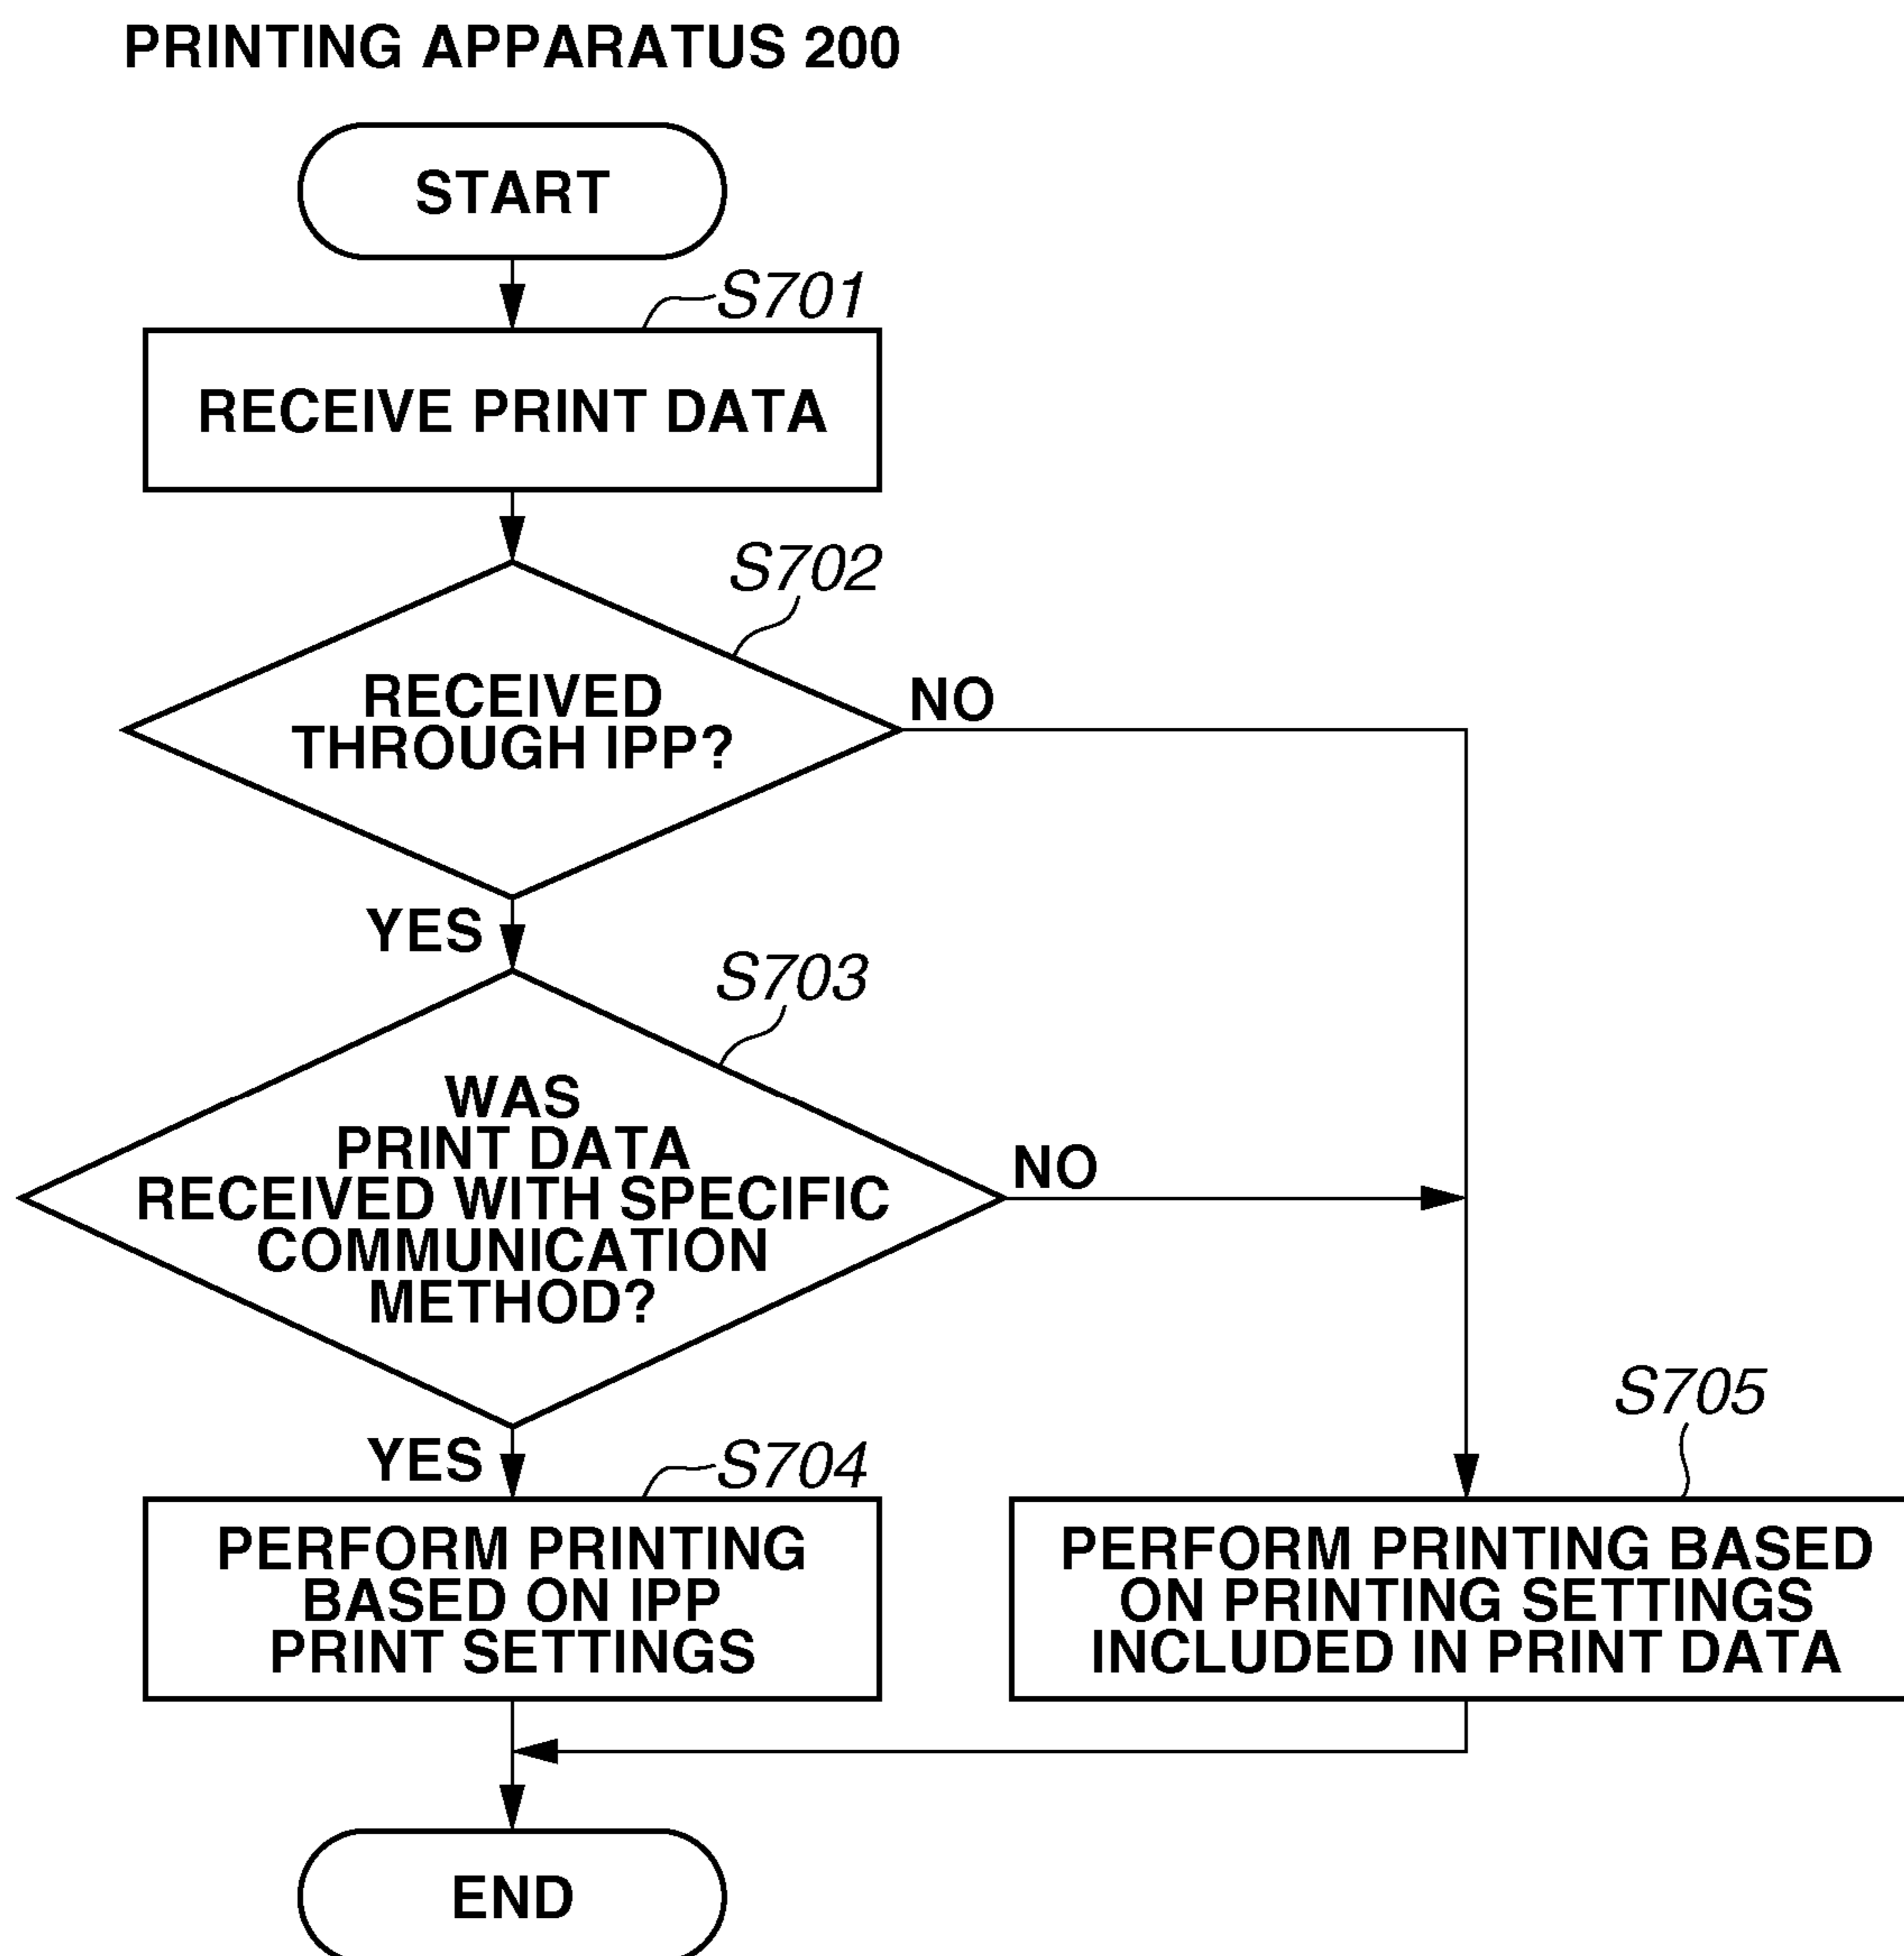 PRINTING APPARATUS 200
START
S701
RECEIVE PRINT DATA
S702
RECEIVED
THROUGH IPP?
NO
YES
S703
WAS
PRINT DATA
RECEIVED WITH SPECIFIC
COMMUNICATION
METHOD?
NO
YES
S704
PERFORM PRINTING
BASED ON IPP
PRINT SETTINGS
S705
PERFORM PRINTING BASED
ON PRINTING SETTINGS
INCLUDED IN PRINT DATA
END